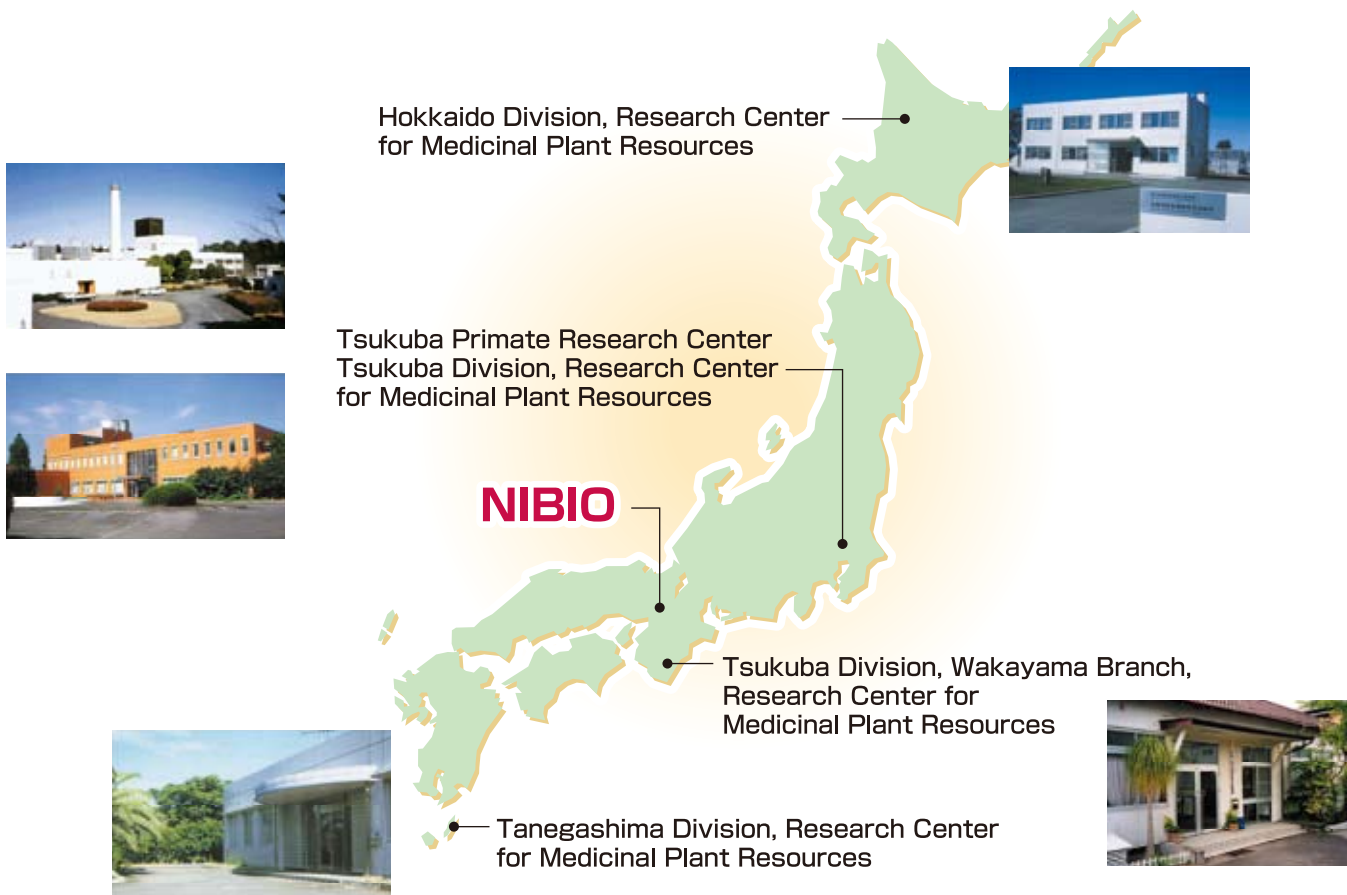 Hokkaido Division, Research Center
for Medicinal Plant Resources
Tsukuba Primate Research Center
Tsukuba Division, Research Center
for Medicinal Plant Resources
NIBIO
Tsukuba Division, Wakayama Branch,
Research Center for
Medicinal Plant Resources
Tanegashima Division, Research Center
for Medicinal Plant Resources